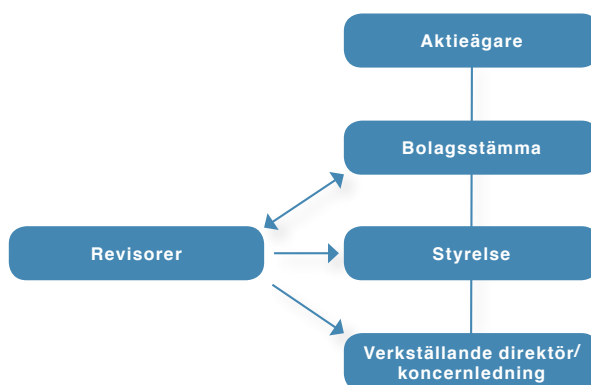 Aktieägare
Bolagsstämma
Revisorer
Styrelse
Verkställande direktör/
koncernledning